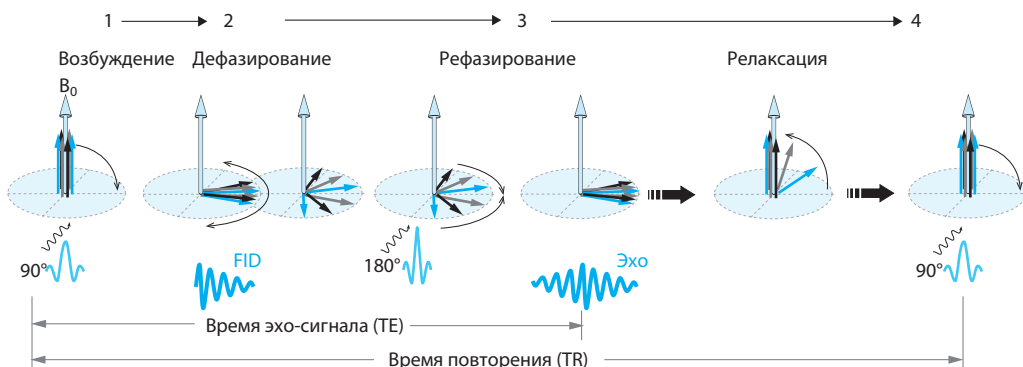 1 2 3 4
Возбуждение Дефазирование Рефазирование Релаксация
B0
90° FID 180° Эхо 90°
Время эхо-сигнала (TE)
Время повторения (TR)